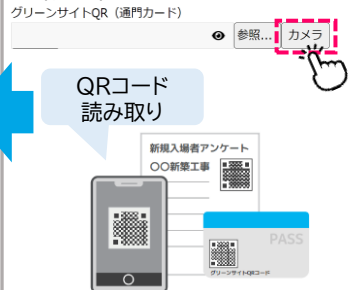 グリーンサイトQR（通門カード）
参照...
カメラ
QRコード
読み取り
新規入場者アンケート
〇〇新築工事
PASS
グリーンサイトQRコード